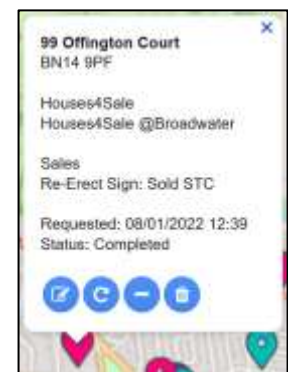 99 Offington Court
BN14 9PF
Houses4Sale
Houses4Sale @Broadwater
Sales
Re-Erect Sign: Sold STC
Requested: 08/01/2022 12:39
Status: Completed